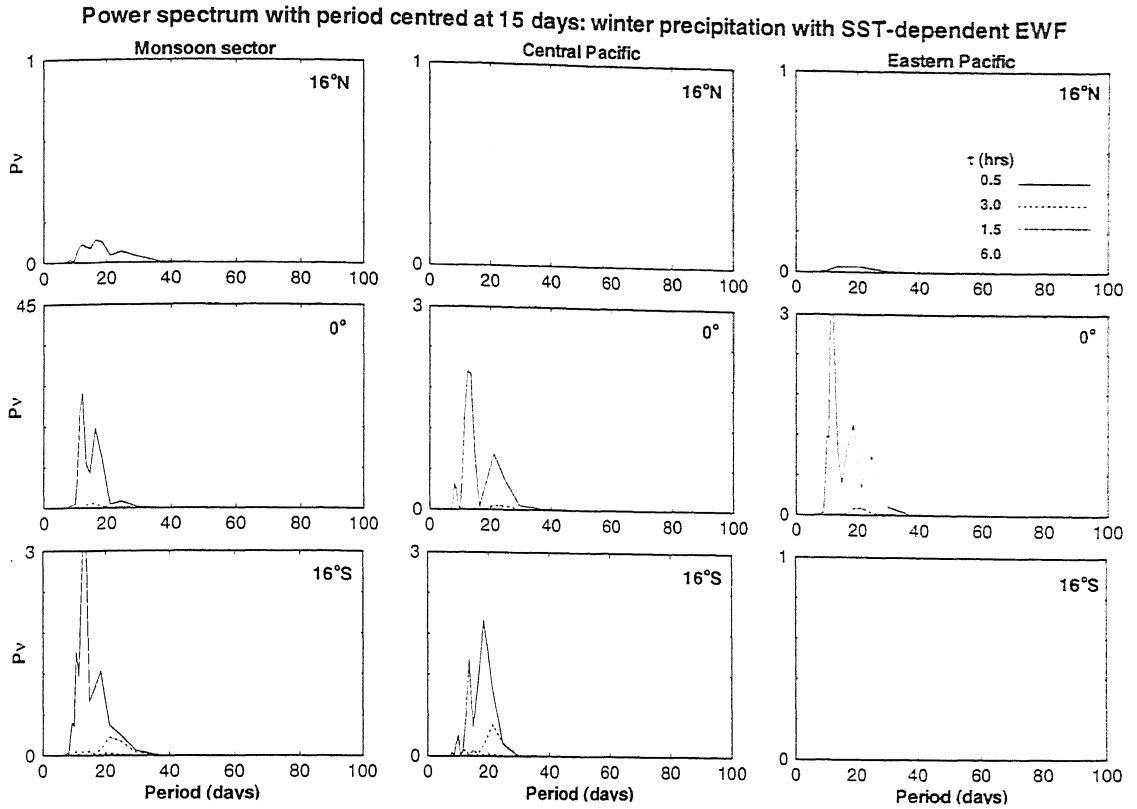 Power spectrum with period centred at 15 days: winter precipitation with SST-dependent EWF
Monsoon sector
Central Pacific
Eastern Pacific
1
16°N
Pν
0
0 20 40 60 80 100
1
16°N
0
0 20 40 60 80 100
1
16°N
τ (hrs)
0.5
3.0
1.5
6.0
0
0 20 40 60 80 100
45
0°
Pν
0
0 20 40 60 80 100
3
0°
0
0 20 40 60 80 100
3
0°
0
0 20 40 60 80 100
3
16°S
Pν
0
0 20 40 60 80 100
Period (days)
3
16°S
0
0 20 40 60 80 100
Period (days)
1
16°S
0
0 20 40 60 80 100
Period (days)